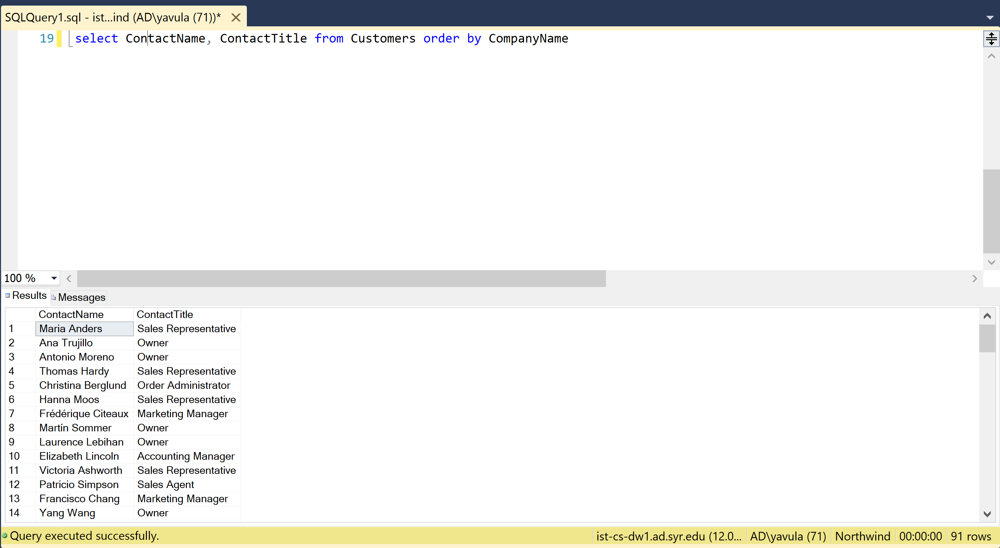 SQLQuery1.sql - ist...ind (AD\yavula (71))*
19 select ContactName, ContactTitle from Customers order by CompanyName
100 %
Results Messages
ContactName ContactTitle
1 Maria Anders Sales Representative
2 Ana Trujillo Owner
3 Antonio Moreno Owner
4 Thomas Hardy Sales Representative
5 Christina Berglund Order Administrator
6 Hanna Moos Sales Representative
7 Frédérique Citeaux Marketing Manager
8 Martín Sommer Owner
9 Laurence Lebihan Owner
10 Elizabeth Lincoln Accounting Manager
11 Victoria Ashworth Sales Representative
12 Patricio Simpson Sales Agent
13 Francisco Chang Marketing Manager
14 Yang Wang Owner
Query executed successfully. ist-cs-dw1.ad.syr.edu (12.0... AD\yavula (71) Northwind 00:00:00 91 rows